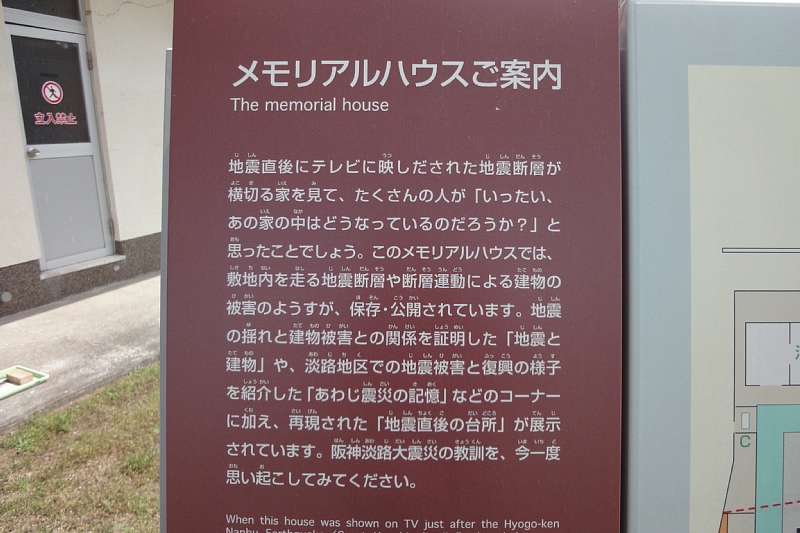 立入禁止
メモリアルハウスご案内
The memorial house
地震直後にテレビに映しだされた地震断層が
横切る家を見て、たくさんの人が「いったい、
あの家の中はどうなっているのだろうか？」と
思ったことでしょう。このメモリアルハウスでは、
敷地内を走る地震断層や断層運動による建物の
被害のようすが、保存・公開されています。地震
の揺れと建物被害との関係を証明した「地震と
建物」や、淡路地区での地震被害と復興の様子
を紹介した「あわじ震災の記憶」などのコーナー
に加え、再現された「地震直後の台所」が展示
されています。阪神淡路大震災の教訓を、今一度
思い起こしてみてください。
When this house was shown on TV just after the Hyogo-ken
C